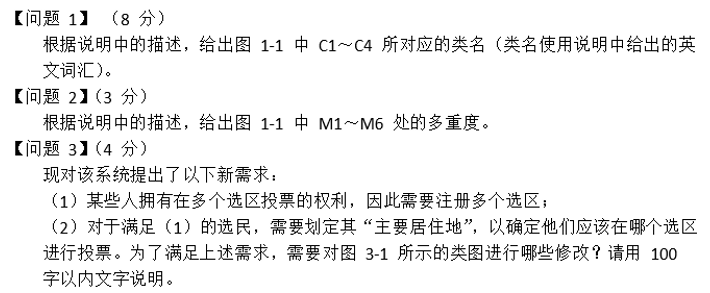 【问题 1】 （8 分）
根据说明中的描述，给出图 1-1 中 C1～C4 所对应的类名（类名使用说明中给出的英
文词汇）。
【问题 2】（3 分）
根据说明中的描述，给出图 1-1 中 M1～M6 处的多重度。
【问题 3】（4 分）
现对该系统提出了以下新需求：
（1）某些人拥有在多个选区投票的权利，因此需要注册多个选区；
（2）对于满足（1）的选民，需要划定其“主要居住地”，以确定他们应该在哪个选区
进行投票。为了满足上述需求，需要对图 3-1 所示的类图进行哪些修改？请用 100
字以内文字说明。